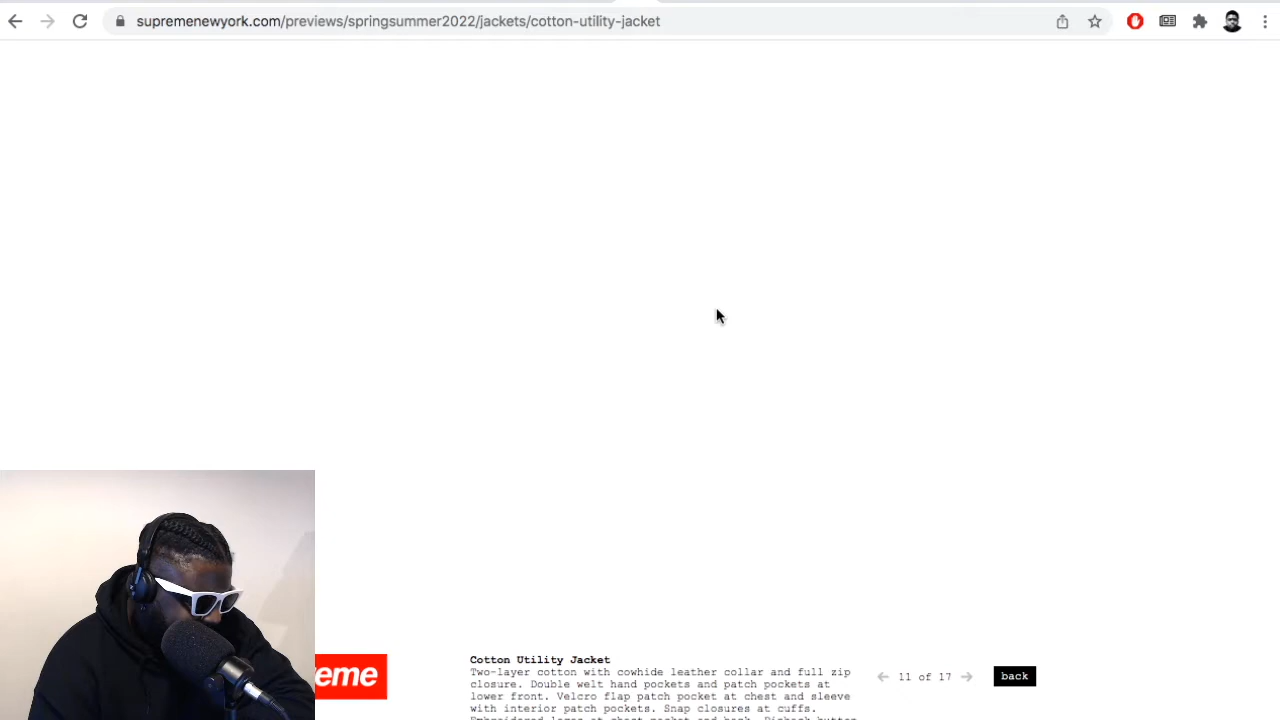 supremenewyork.com/previews/springsummer2022/jackets/cotton-utility-jacket
eme
Cotton Utility Jacket
Two-layer cotton with cowhide leather collar and full zip
closure. Double welt hand pockets and patch pockets at
lower front. Velcro flap patch pocket at chest and sleeve
with interior patch pockets. Snap closures at cuffs.
11 of 17
back